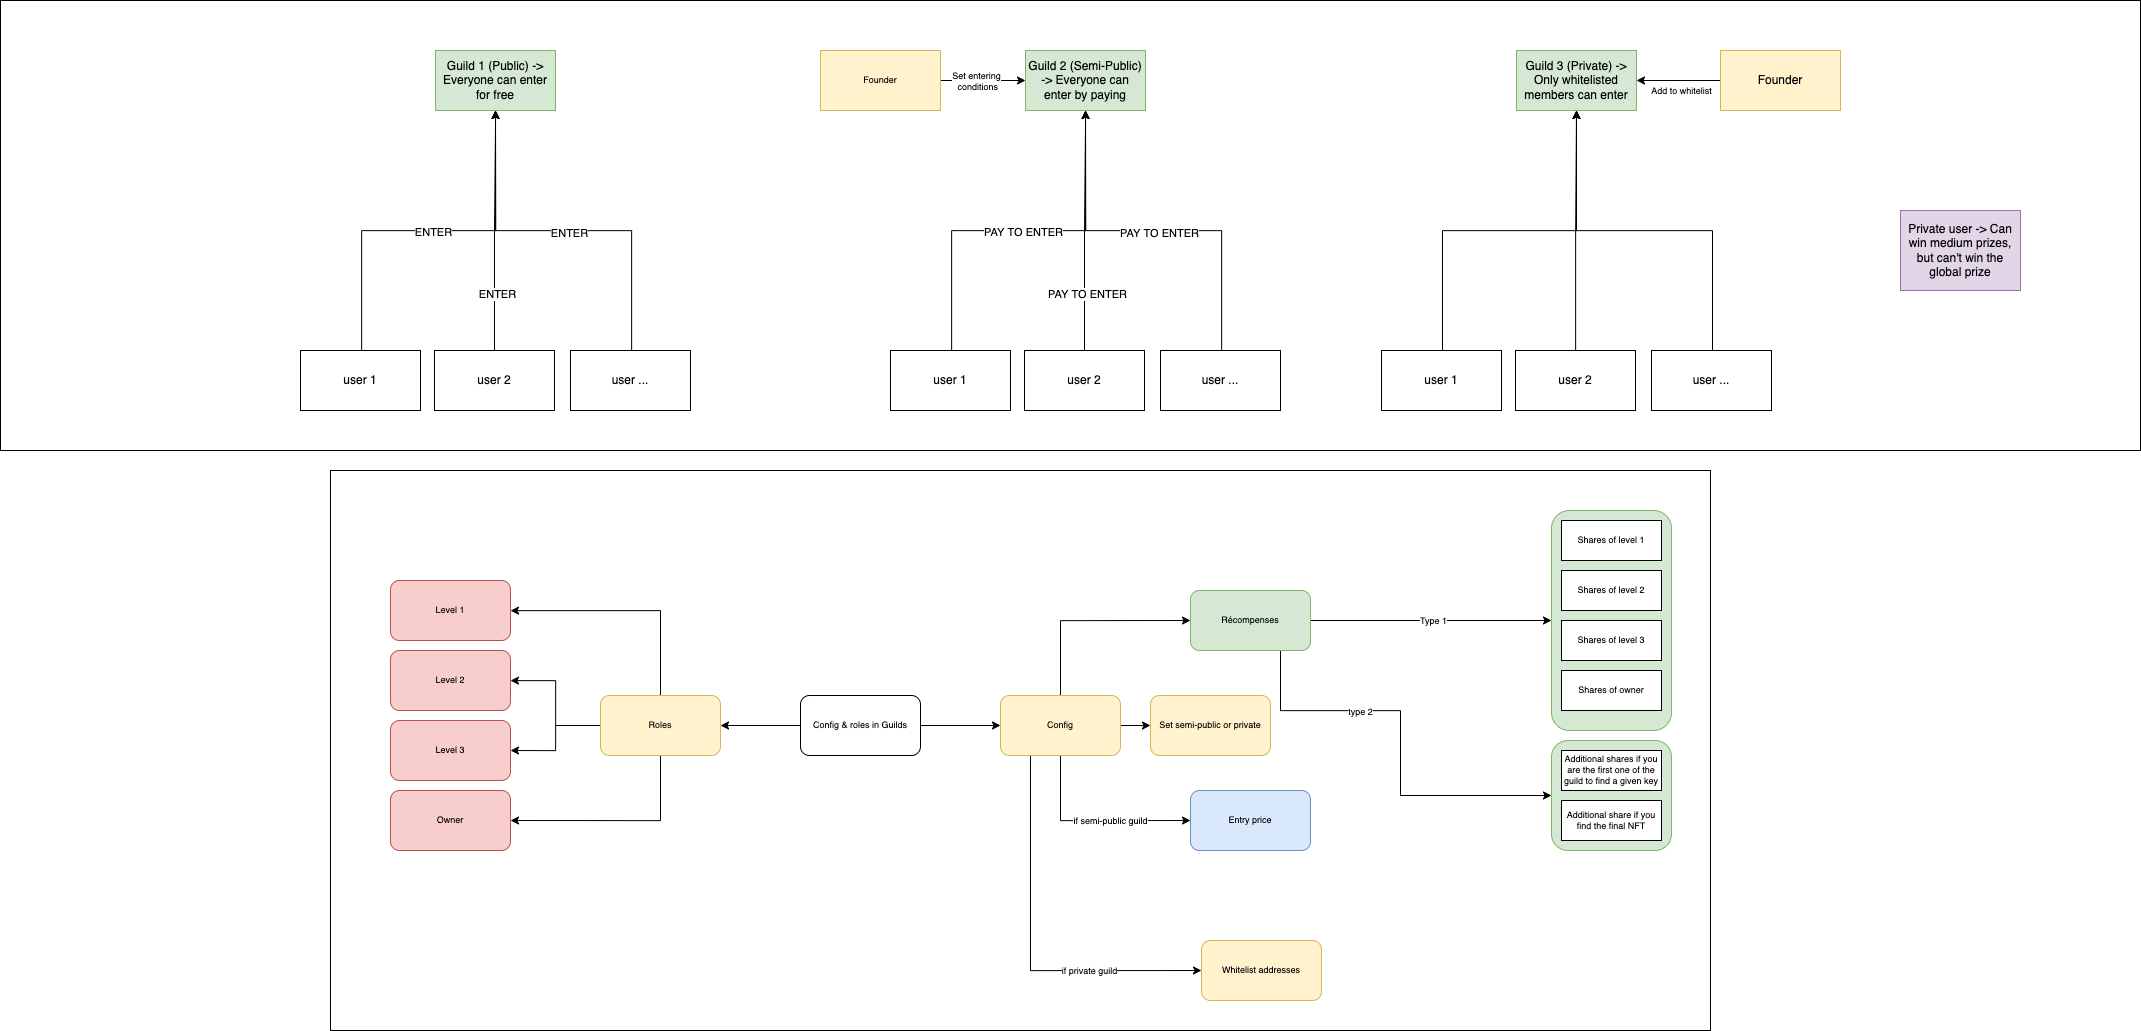 Guild 1 (Public) ->
Everyone can enter
for free
Founder
Set entering
conditions
Guild 2 (Semi-Public)
-> Everyone can
enter by paying
Guild 3 (Private) ->
Only whitelisted
members can enter
Add to whitelist
Founder
ENTER
ENTER
ENTER
PAY TO ENTER
PAY TO ENTER
PAY TO ENTER
Private user -> Can
win medium prizes,
but can't win the
global prize
user 1
user 2
user ...
user 1
user 2
user ...
user 1
user 2
user ...
Level 1
Level 2
Level 3
Owner
Roles
Config & roles in Guilds
Config
Récompenses
Set semi-public or private
if semi-public guild
Entry price
if private guild
Whitelist addresses
Type 1
type 2
Shares of level 1
Shares of level 2
Shares of level 3
Shares of owner
Additional shares if you
are the first one of the
guild to find a given key
Additional share if you
find the final NFT